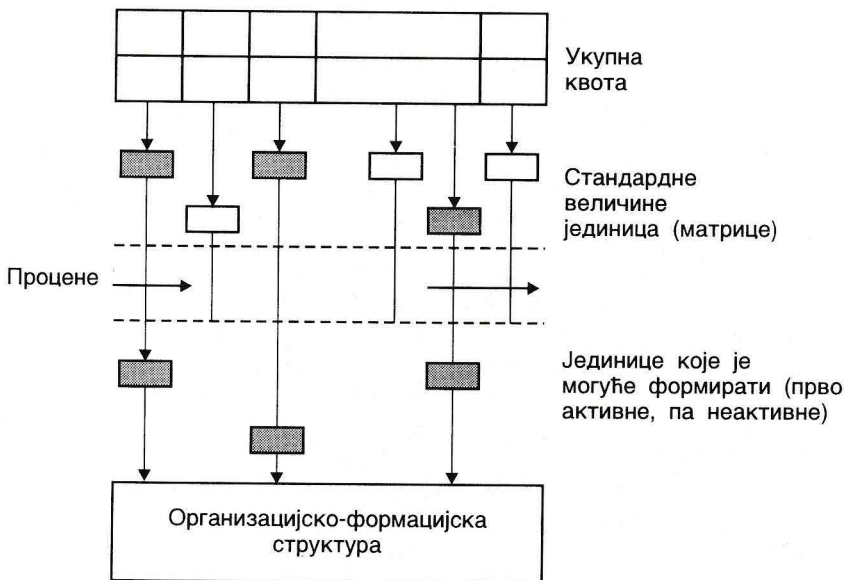 Укупна
квота
Стандардне
величине
јединица (матрице)
Процене
Јединице које је
могуће формирати (прво
активне, па неактивне)
Организацијско-формацијска
структура